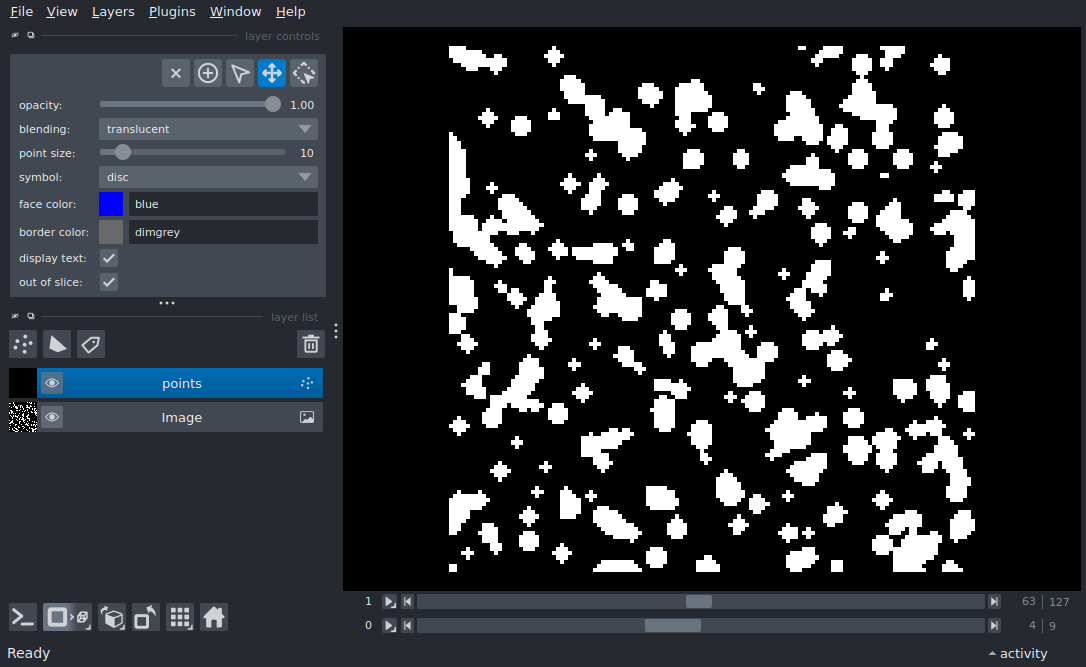 File View Layers Plugins Window Help
layer controls
opacity: 1.00
blending: translucent
point size: 10
symbol: disc
face color: blue
border color: dimgrey
display text:
out of slice:
layer list
points
Image
1 63 | 127
0 4 | 9
Ready activity